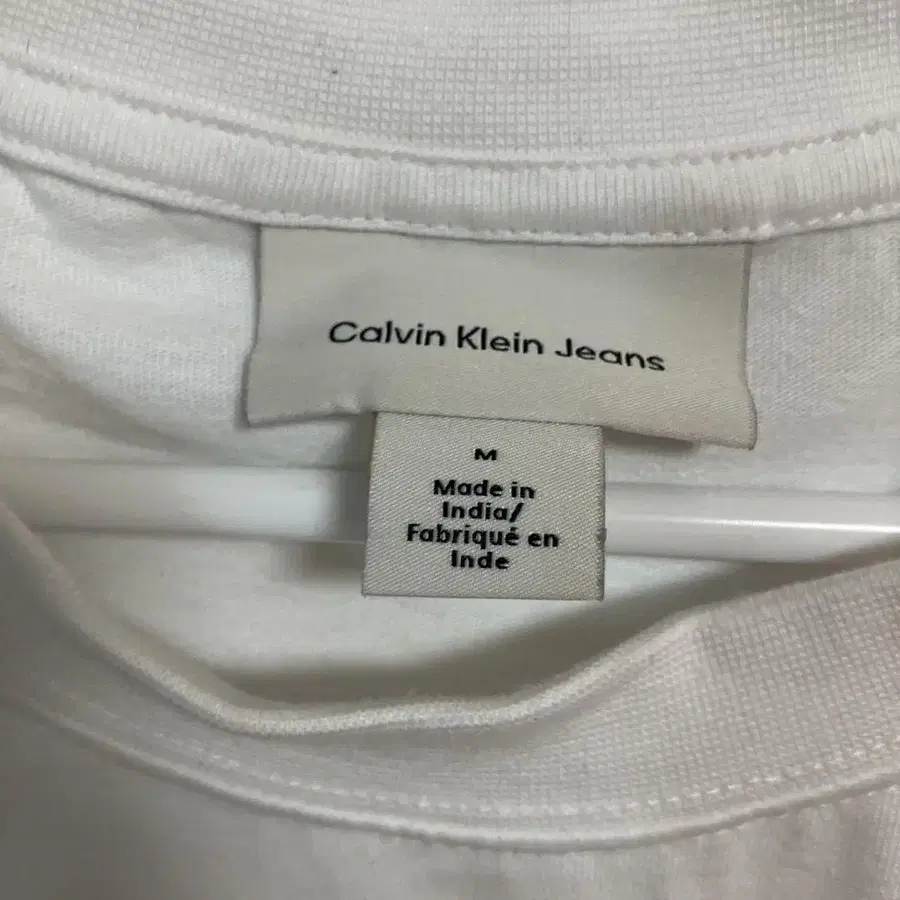 Calvin Klein Jeans
M
Made in
India/
Fabriqué en
Inde